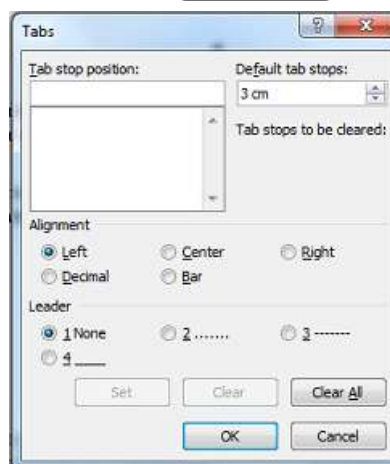 Tabs
Tab stop position: Default tab stops:
3 cm
Tab stops to be cleared:
Alignment
Left Center Right
Decimal Bar
Leader
1 None 2 ....... 3 -------
4 ____
Set Clear Clear All
OK Cancel